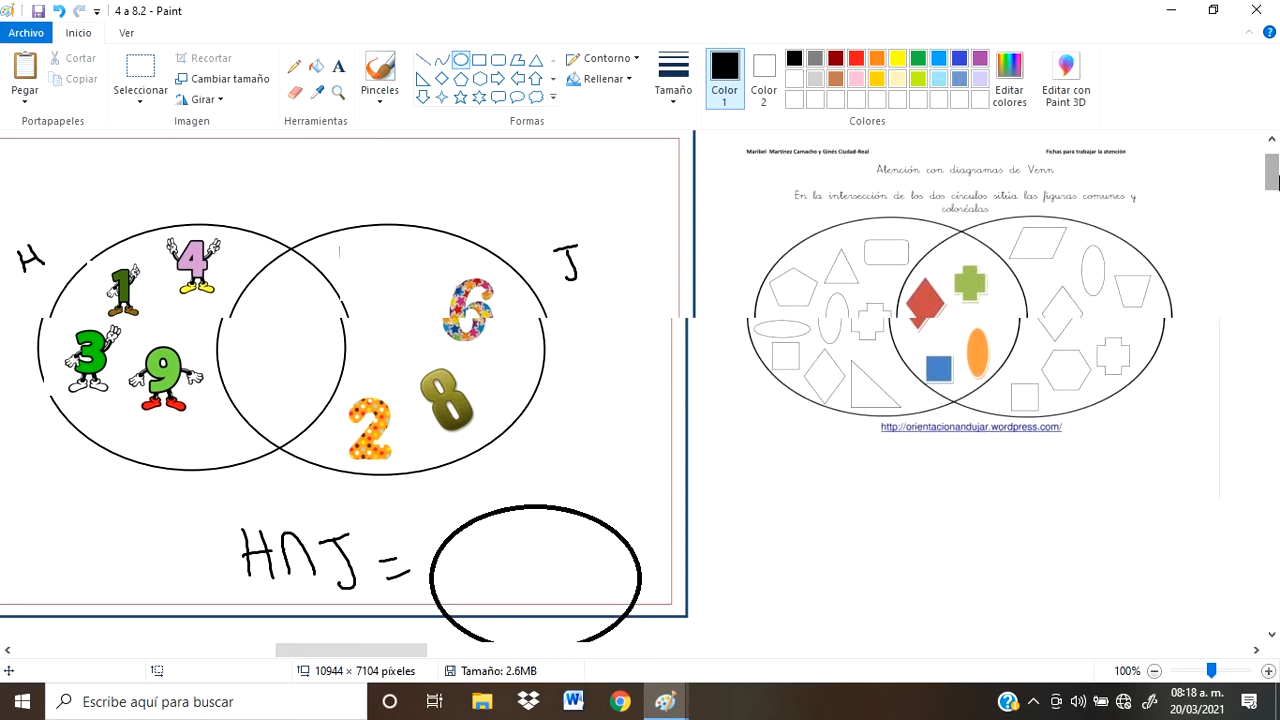 4 a 8.2 - Paint
Archivo Inicio Ver
Pegar
Cortar
Copiar
Portapapeles
Seleccionar
Recortar
Cambiar tamaño
Girar
Imagen
Herramientas
Pinceles
Contorno
Rellenar
Formas
Tamaño
Color 1
Color 2
Colores
Editar colores
Editar con Paint 3D
H
J
1
4
3
9
6
8
2
H∩J =
Maribel Martínez Camacho y Ginés Ciudad-Real
Fichas para trabajar la atención
Atención con diagramas de Venn
En la intersección de los dos círculos sitúa las figuras comunes y
coloréalas
http://orientacionandujar.wordpress.com/
10944 × 7104 píxeles
Tamaño: 2.6MB
100%
Escribe aquí para buscar
08:18 a. m.
20/03/2021